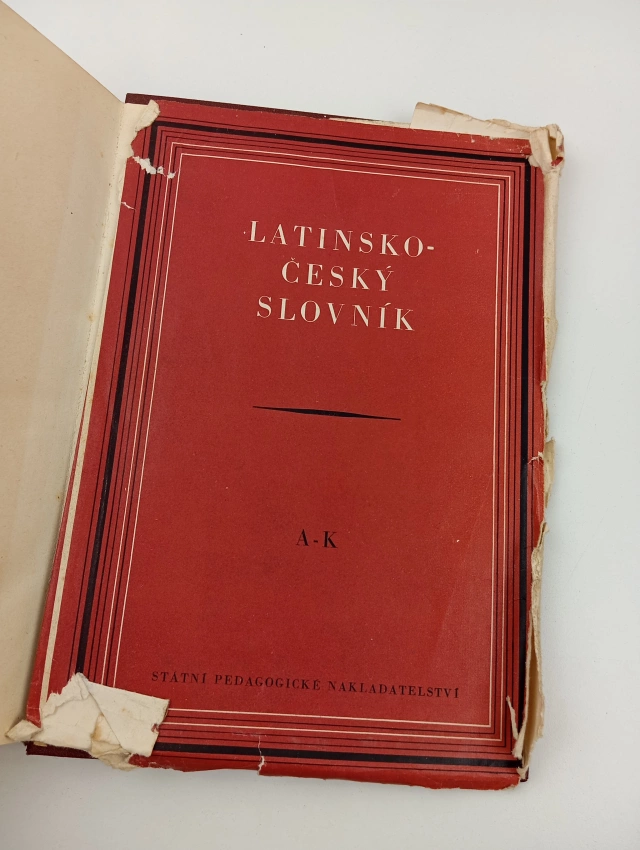 LATINSKO-
ČESKÝ
SLOVNÍK
A-K
STÁTNÍ PEDAGOGICKÉ NAKLADATELSTVÍ